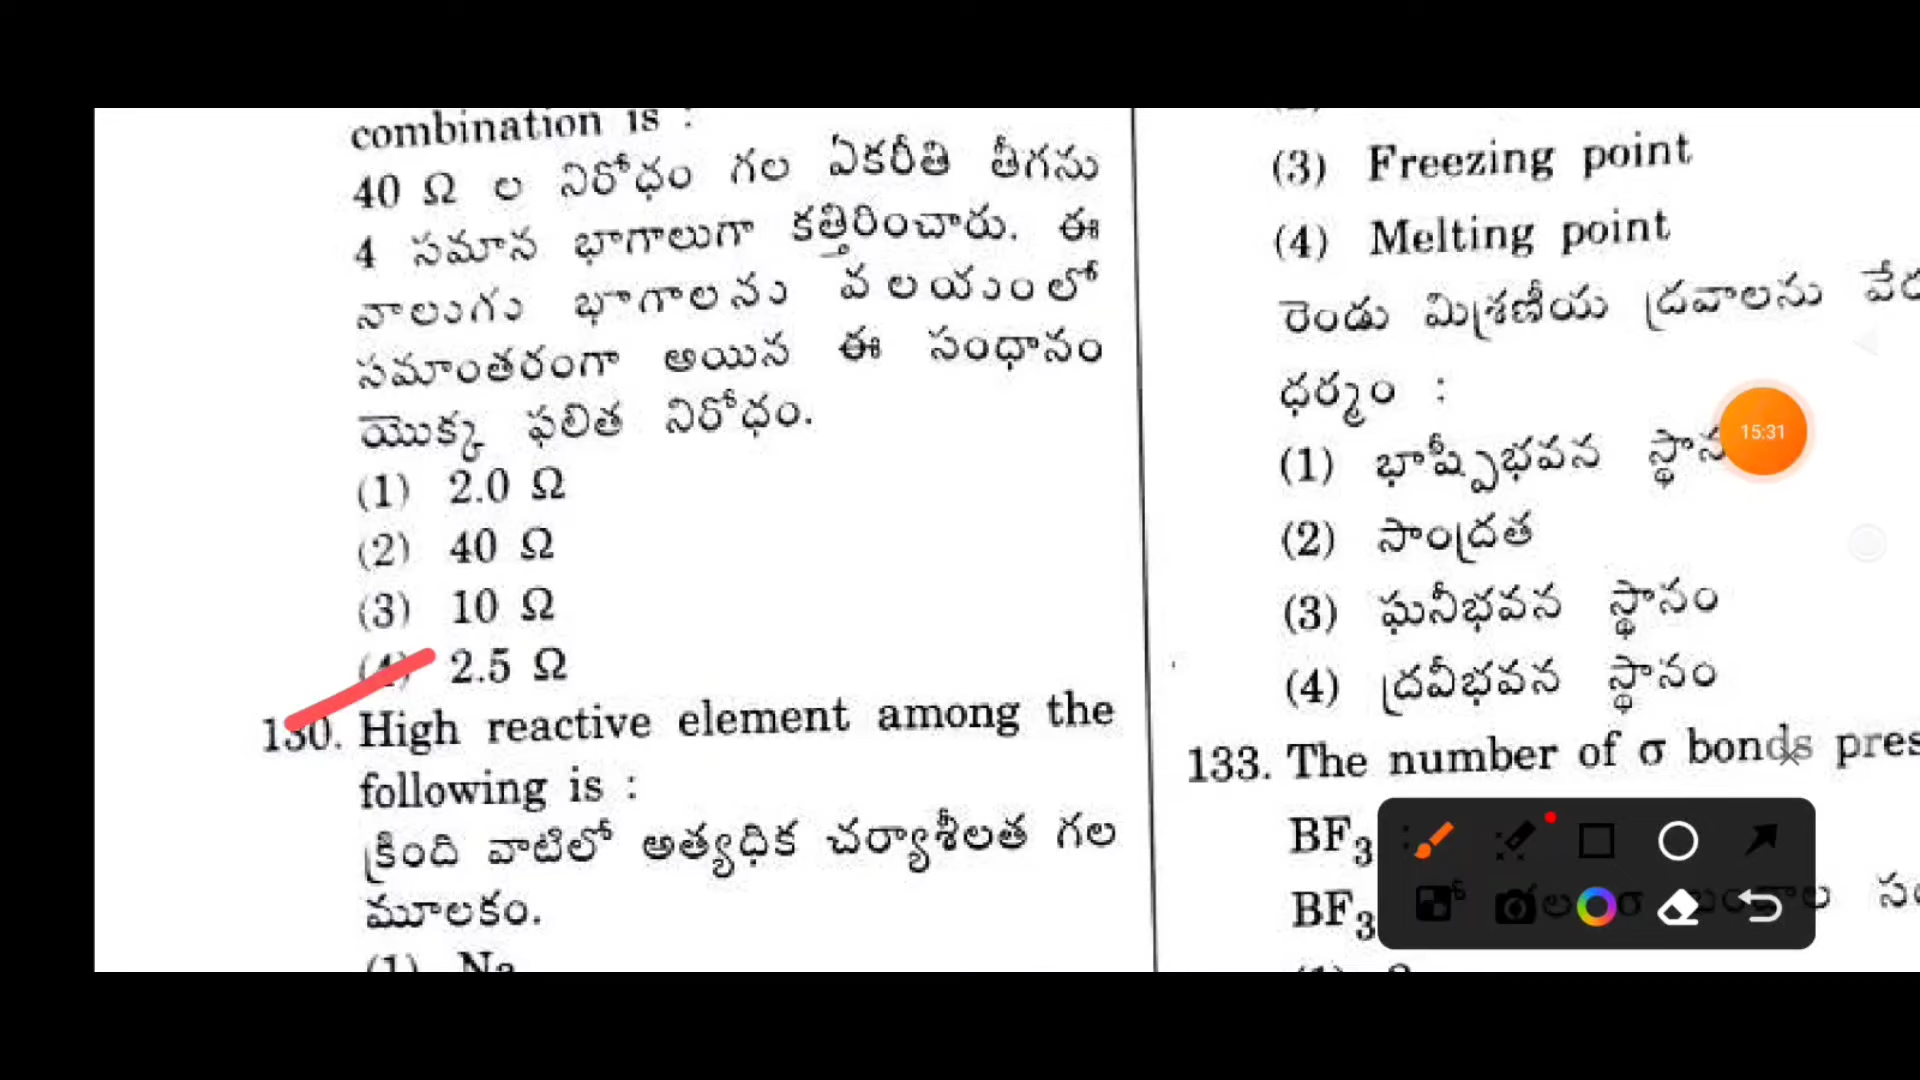 combination is :
40 Ω ల నిరోధం గల ఏకరీతి తీగను
4 సమాన భాగాలుగా కత్తిరించారు. ఈ
నాలుగు భాగాలను వలయంలో
సమాంతరంగా అయిన ఈ సంధానం
యొక్క ఫలిత నిరోధం.
(1) 2.0 Ω
(2) 40 Ω
(3) 10 Ω
(4) 2.5 Ω
130. High reactive element among the
following is :
క్రింది వాటిలో అత్యధిక చర్యాశీలత గల
మూలకం.
(1) Na
(3) Freezing point
(4) Melting point
రెండు మిశ్రణీయ ద్రవాలను
ధర్మం :
(1) భాష్పీభవన
(2) సాంద్రత
(3) ఘనీభవన స్థానం
(4) ద్రవీభవన స్థానం
133. The number of σ bonds
BF3
BF3
15:31